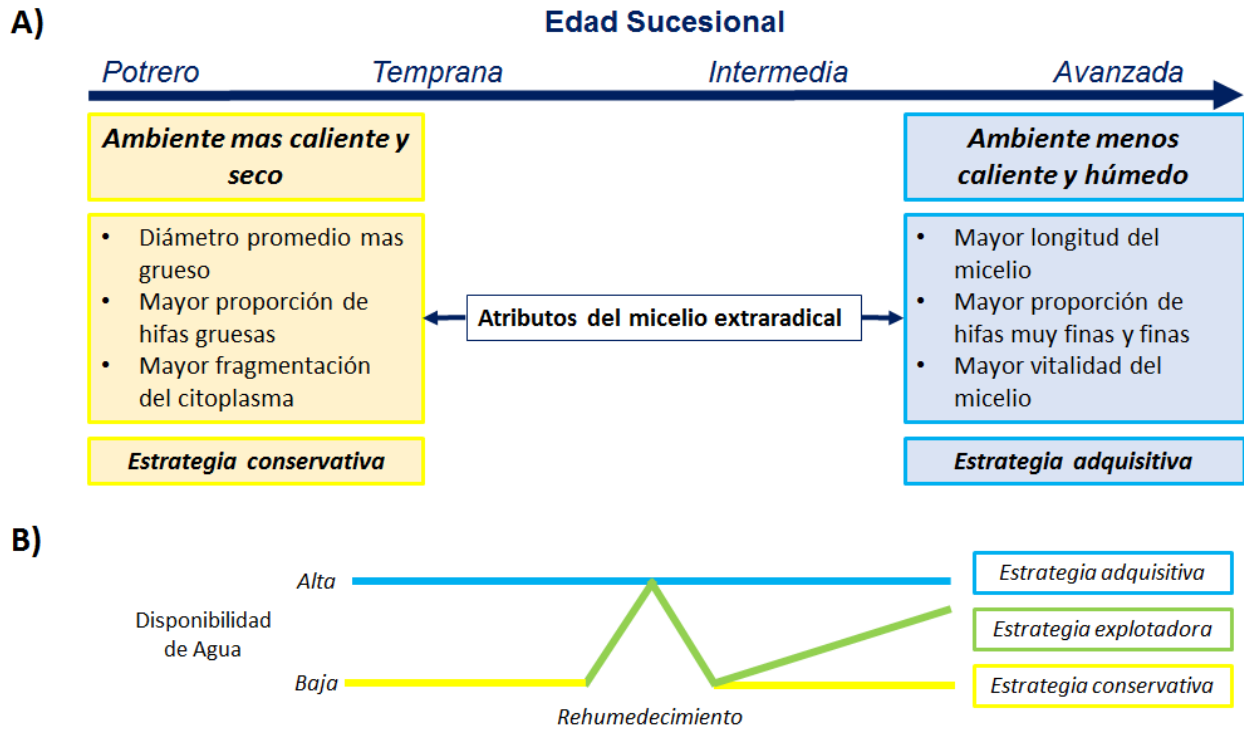 A)
Edad Sucesional
Potrero
Temprana
Intermedia
Avanzada
Ambiente mas caliente y
seco
Ambiente menos
caliente y húmedo
• Diámetro promedio mas
grueso
• Mayor proporción de
hifas gruesas
• Mayor fragmentación
del citoplasma
Atributos del micelio extraradical
• Mayor longitud del
micelio
• Mayor proporción de
hifas muy finas y finas
• Mayor vitalidad del
micelio
Estrategia conservativa
Estrategia adquisitiva
B)
Alta
Disponibilidad
de Agua
Baja
Rehumedecimiento
Estrategia adquisitiva
Estrategia explotadora
Estrategia conservativa